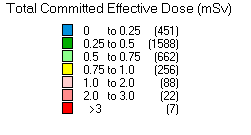 Total Committed Effective Dose (mSv)
0 to 0.25 (451)
0.25 to 0.5 (1588)
0.5 to 0.75 (662)
0.75 to 1.0 (256)
1.0 to 2.0 (88)
2.0 to 3.0 (22)
>3 (7)